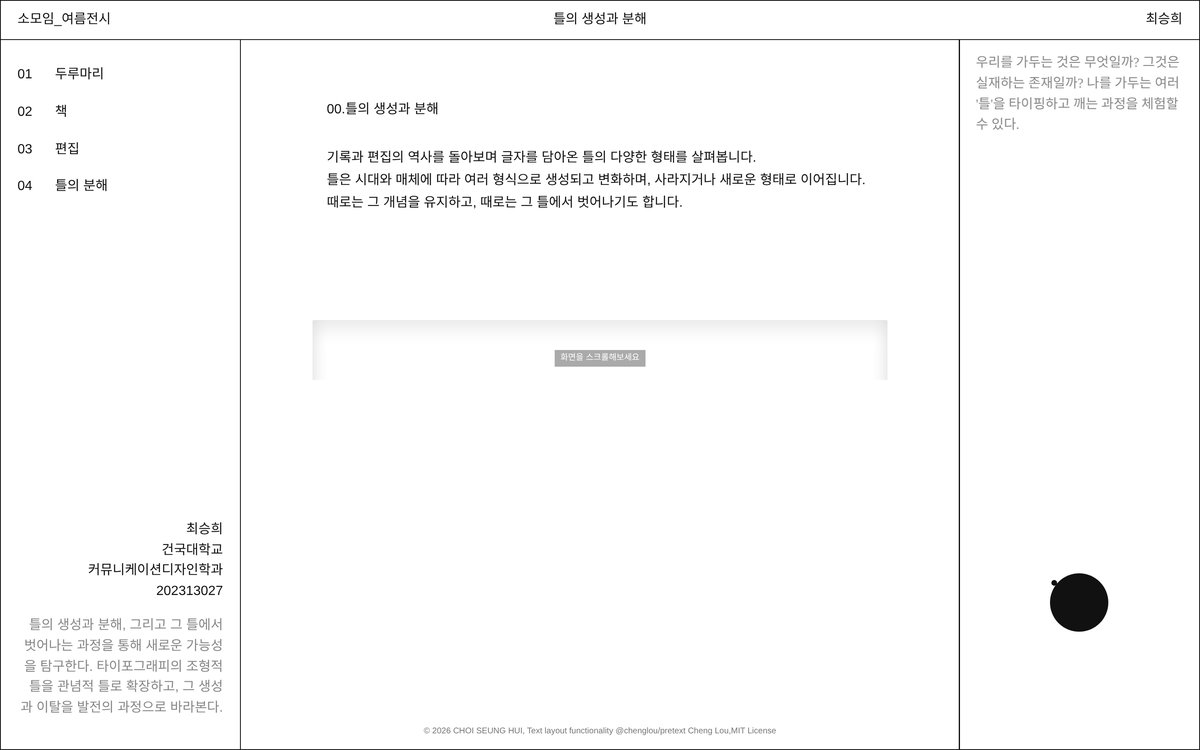 소모임_여름전시
틀의 생성과 분해
최승희
01 두루마리
02 책
03 편집
04 틀의 분해
최승희
건국대학교
커뮤니케이션디자인학과
202313027
틀의 생성과 분해, 그리고 그 틀에서
벗어나는 과정을 통해 새로운 가능성
을 탐구한다. 타이포그래피의 조형적
틀을 관념적 틀로 확장하고, 그 생성
과 이탈을 발전의 과정으로 바라본다.
00.틀의 생성과 분해
기록과 편집의 역사를 돌아보며 글자를 담아온 틀의 다양한 형태를 살펴봅니다.
틀은 시대와 매체에 따라 여러 형식으로 생성되고 변화하며, 사라지거나 새로운 형태로 이어집니다.
때로는 그 개념을 유지하고, 때로는 그 틀에서 벗어나기도 합니다.
화면을 스크롤해보세요
© 2026 CHOI SEUNG HUI, Text layout functionality @chenglou/pretext Cheng Lou,MIT License
우리를 가두는 것은 무엇일까? 그것은
실재하는 존재일까? 나를 가두는 여러
'틀'을 타이핑하고 깨는 과정을 체험할
수 있다.